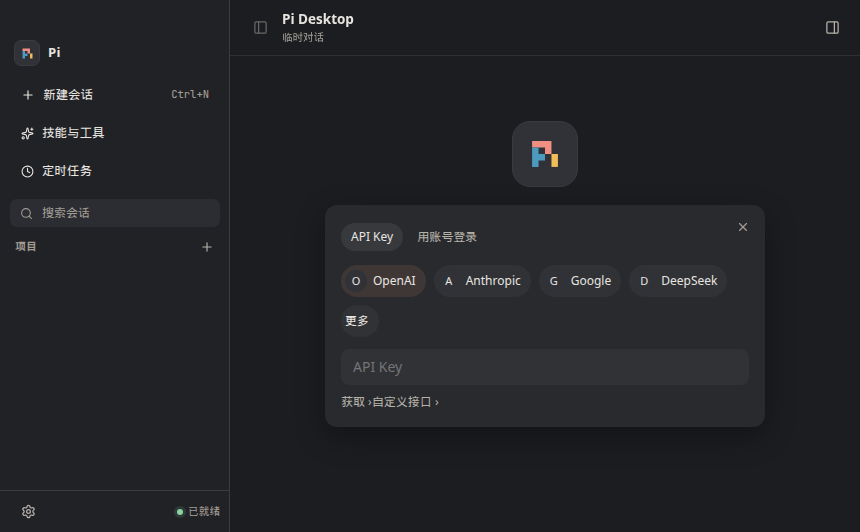 Pi
新建会话 Ctrl+N
技能与工具
定时任务
搜索会话
项目
已就绪
Pi Desktop
临时对话
API Key 用账号登录
O OpenAI A Anthropic G Google D DeepSeek
更多
API Key
获取 ›自定义接口 ›